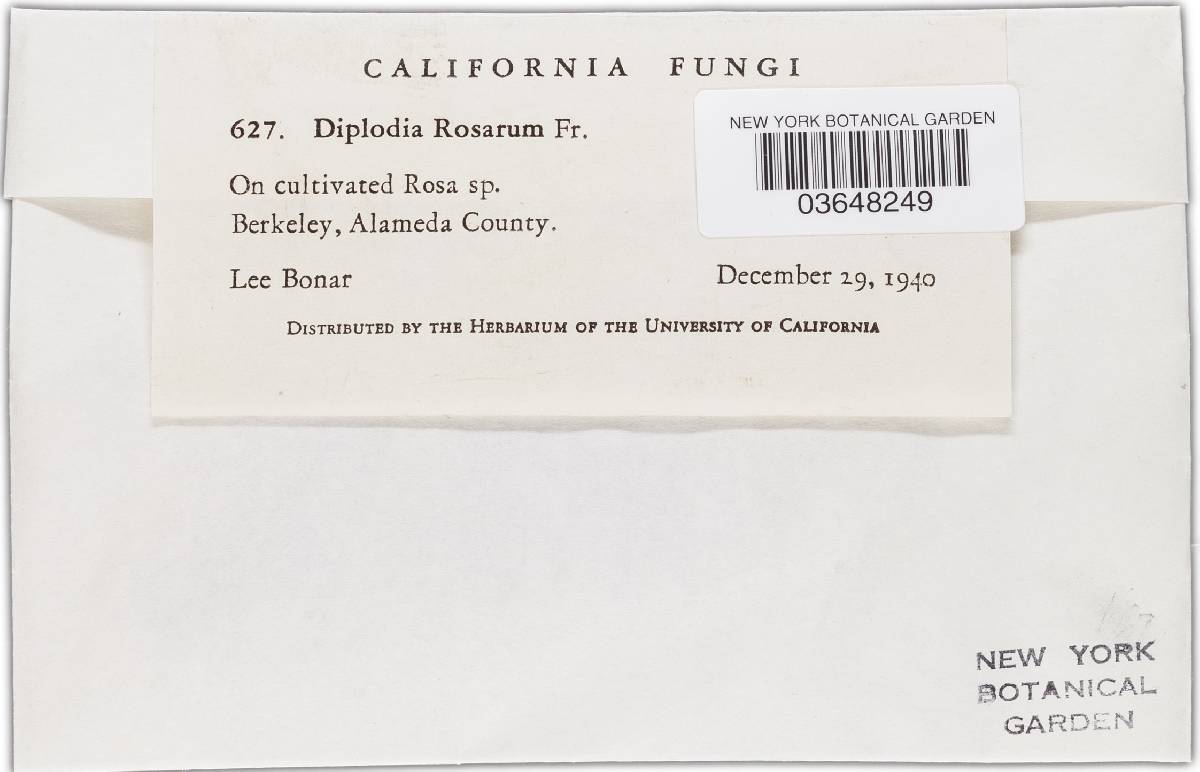 CALIFORNIA FUNGI
627. Diplodia Rosarum Fr.
On cultivated Rosa sp.
Berkeley, Alameda County.
Lee Bonar
December 29, 1940
DISTRIBUTED BY THE HERBARIUM OF THE UNIVERSITY OF CALIFORNIA
NEW YORK BOTANICAL GARDEN
03648249
NEW YORK
BOTANICAL
GARDEN